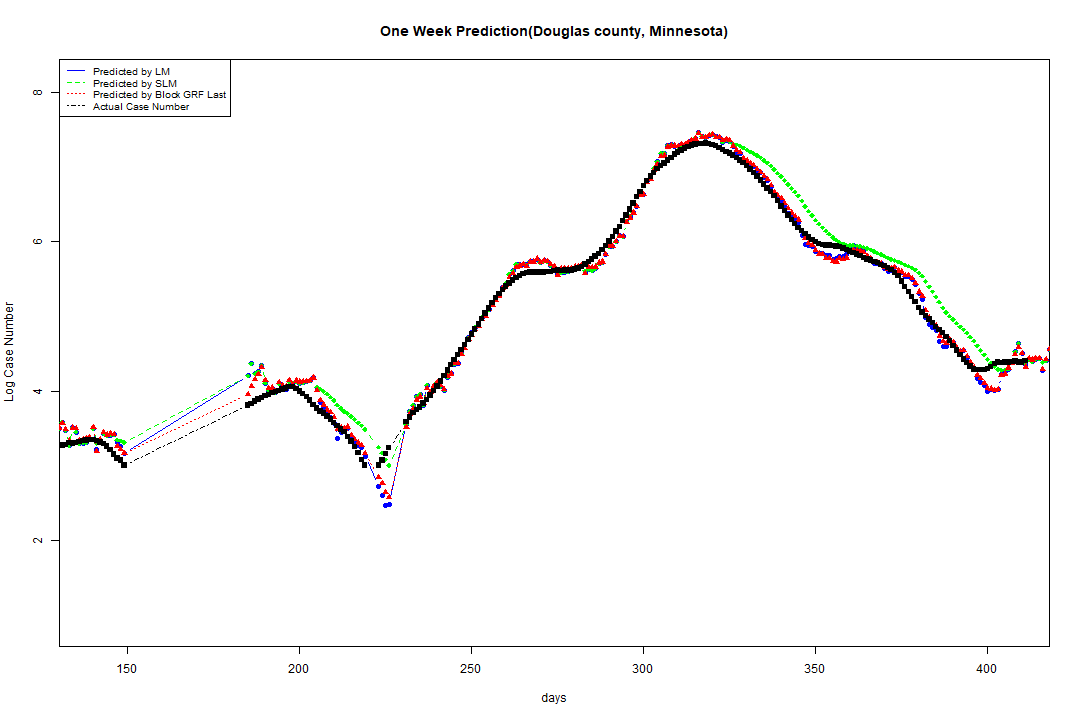 One Week Prediction(Douglas county, Minnesota)
Predicted by LM
Predicted by SLM
Predicted by Block GRF Last
Actual Case Number
8
6
4
2
Log Case Number
150 200 250 300 350 400
days